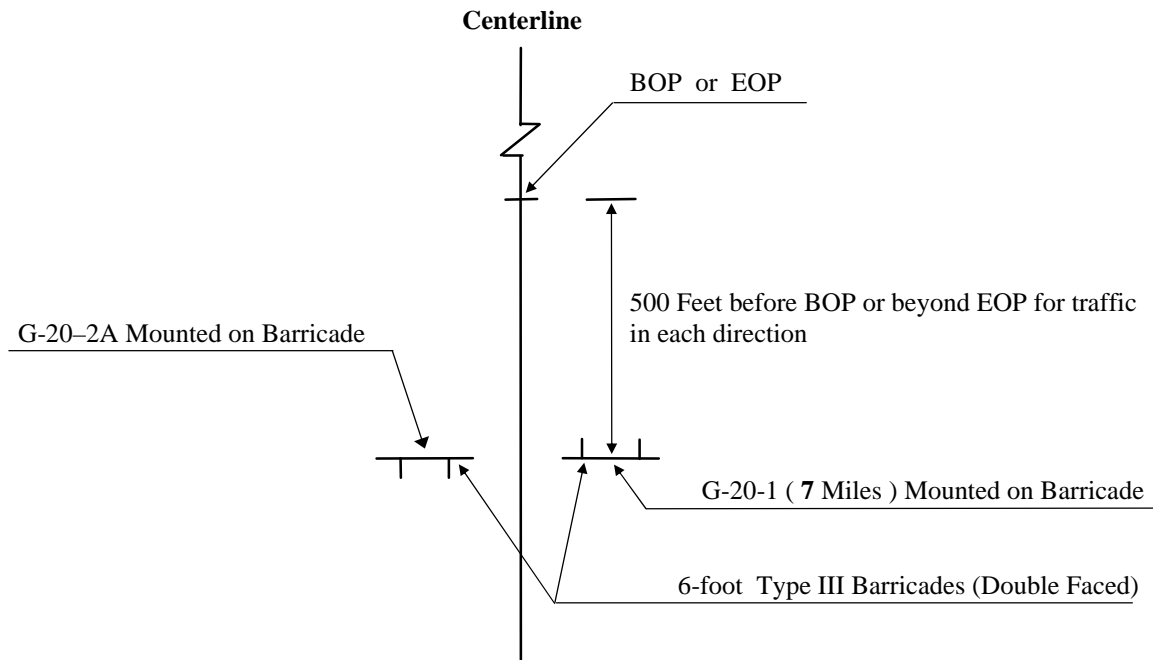 Centerline
BOP or EOP
500 Feet before BOP or beyond EOP for traffic
in each direction
G-20–2A Mounted on Barricade
G-20-1 ( 7 Miles ) Mounted on Barricade
6-foot Type III Barricades (Double Faced)